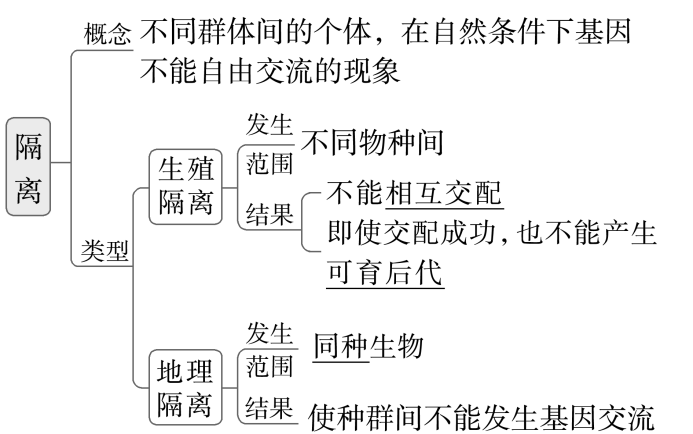 隔离
概念
不同群体间的个体，在自然条件下基因
不能自由交流的现象
类型
生殖
隔离
发生
范围
不同物种间
结果
不能相互交配
即使交配成功，也不能产生
可育后代
地理
隔离
发生
范围
同种生物
结果
使种群间不能发生基因交流